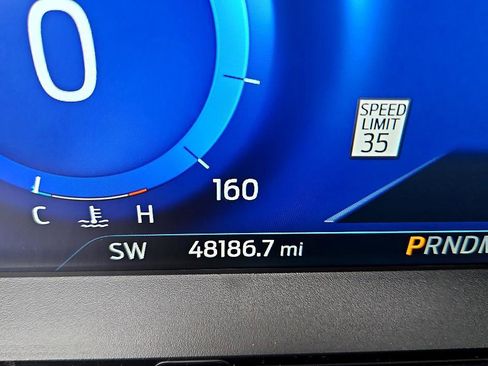 0
SPEED
LIMIT
35
160
C H
SW 48186.7 mi PRNDM